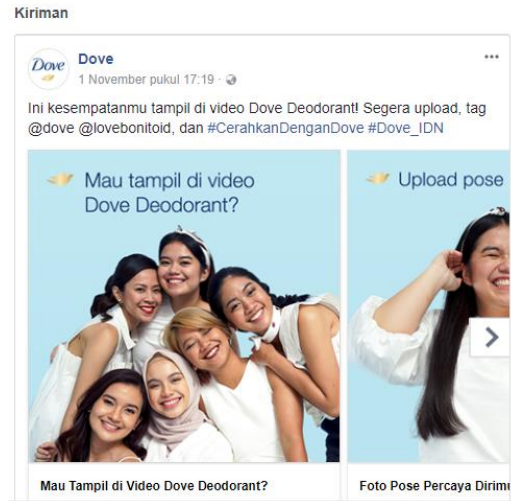 Kiriman
Dove
Dove
1 November pukul 17:19 ·
Ini kesempatanmu tampil di video Dove Deodorant! Segera upload, tag
@dove @lovebonitoid, dan #CerahkanDenganDove #Dove_IDN
Mau tampil di video
Dove Deodorant?
Upload pose
Mau Tampil di Video Dove Deodorant?
Foto Pose Percaya Dirimu